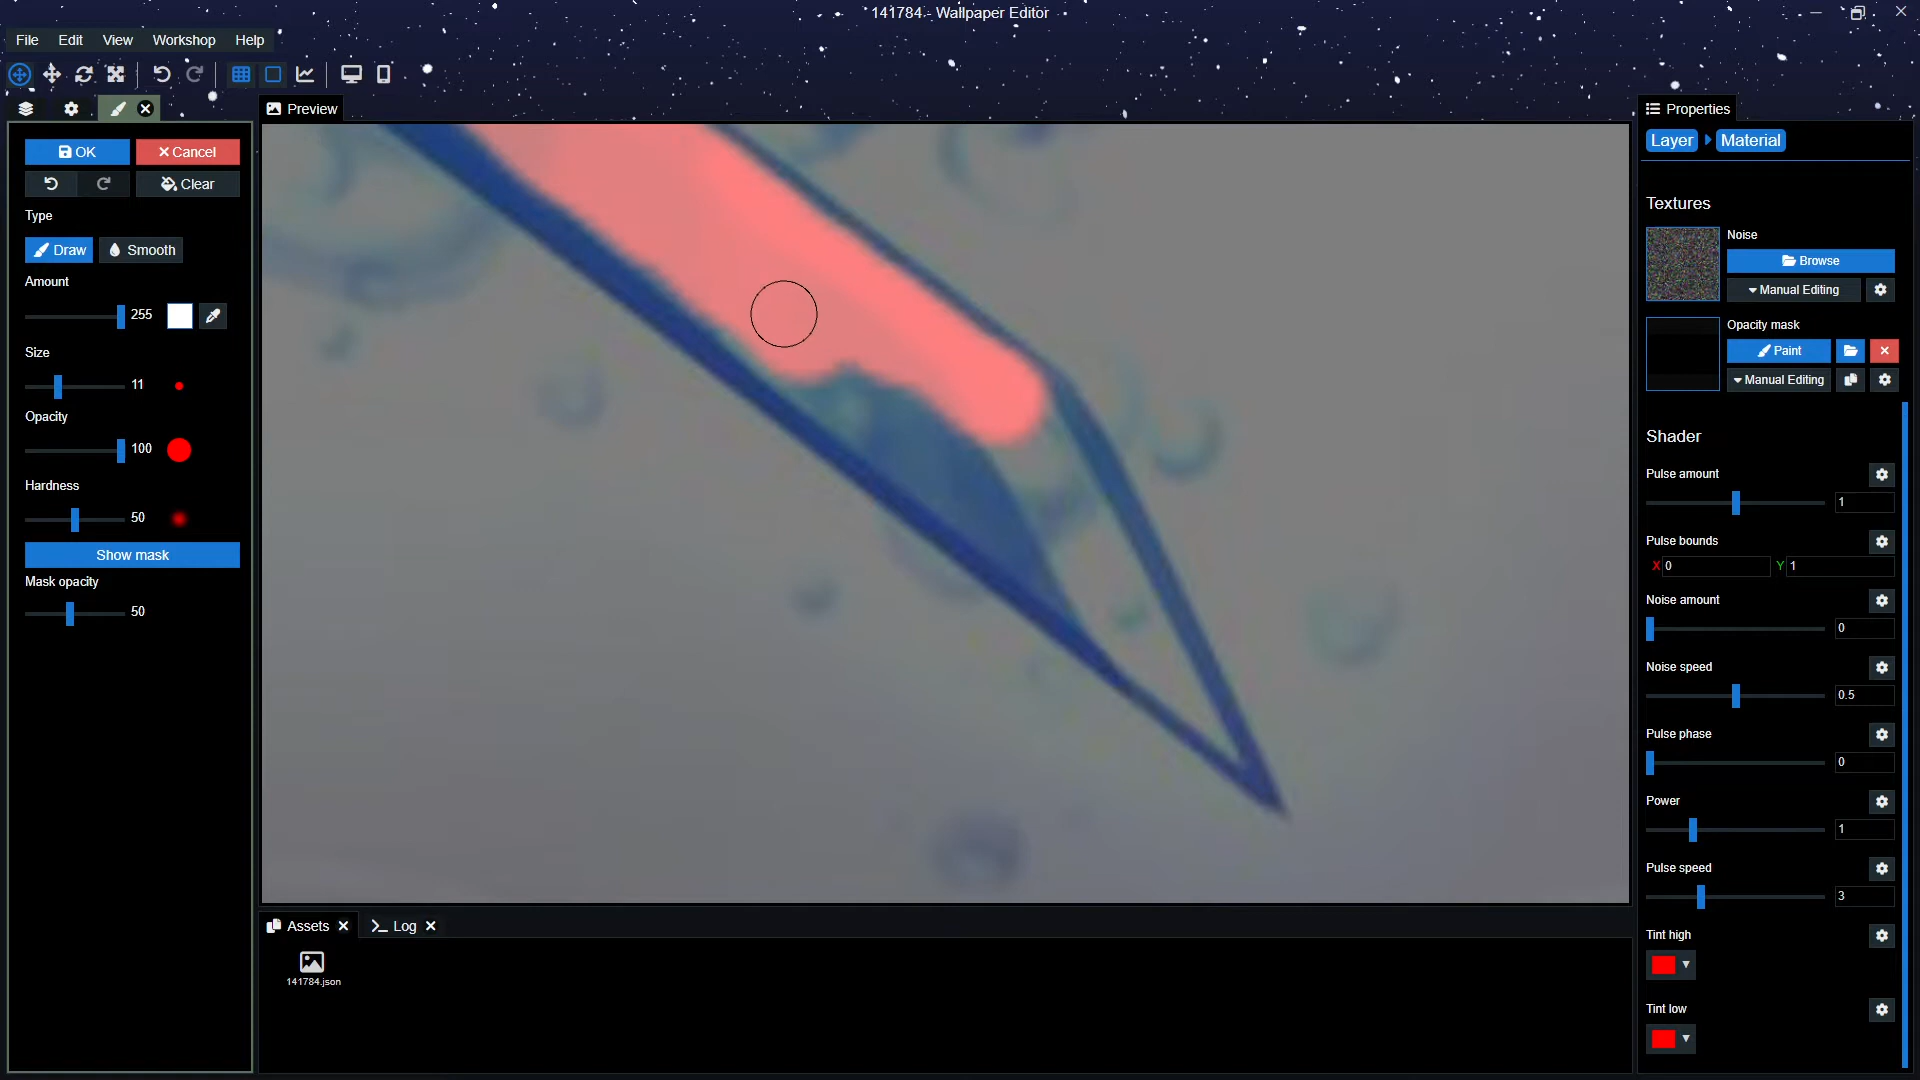 141784 - Wallpaper Editor
File Edit View Workshop Help
Preview
Properties
OK
Cancel
Clear
Type
Draw
Smooth
Amount
255
Size
11
Opacity
100
Hardness
50
Show mask
Mask opacity
50
Assets
Log
141784.json
Layer
Material
Textures
Noise
Browse
Manual Editing
Opacity mask
Paint
Manual Editing
Shader
Pulse amount
1
Pulse bounds
X 0 Y 1
Noise amount
0
Noise speed
0.5
Pulse phase
0
Power
1
Pulse speed
3
Tint high
Tint low